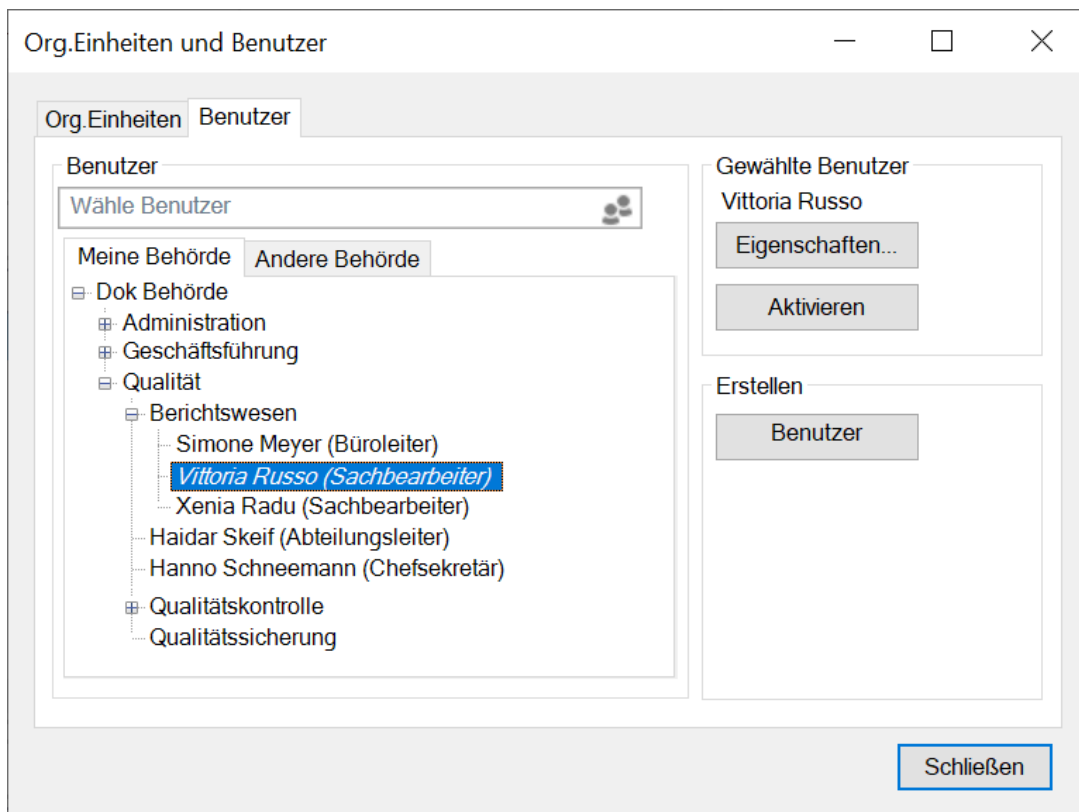 Org.Einheiten und Benutzer
Org.Einheiten
Benutzer
Benutzer
Wähle Benutzer
Meine Behörde
Andere Behörde
Dok Behörde
Administration
Geschäftsführung
Qualität
Berichtswesen
Simone Meyer (Büroleiter)
Vittoria Russo (Sachbearbeiter)
Xenia Radu (Sachbearbeiter)
Haidar Skeif (Abteilungsleiter)
Hanno Schneemann (Chefsekretär)
Qualitätskontrolle
Qualitätssicherung
Gewählte Benutzer
Vittoria Russo
Eigenschaften...
Aktivieren
Erstellen
Benutzer
Schließen